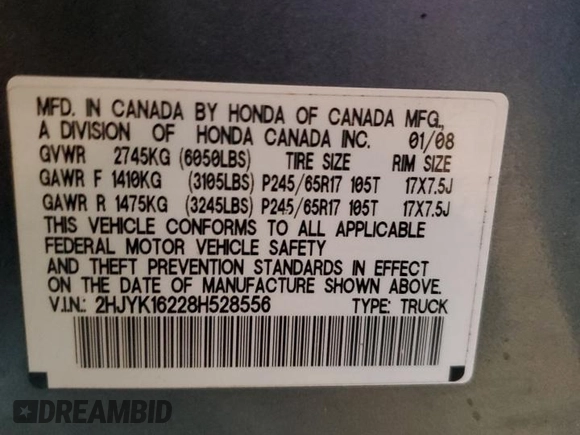 MFD. IN CANADA BY HONDA OF CANADA MFG.,
A DIVISION OF HONDA CANADA INC. 01/08
GVWR 2745KG (6050LBS) TIRE SIZE RIM SIZE
GAWR F 1410KG (3105LBS) P245/65R17 105T 17X7.5J
GAWR R 1475KG (3245LBS) P245/65R17 105T 17X7.5J
THIS VEHICLE CONFORMS TO ALL APPLICABLE
FEDERAL MOTOR VEHICLE SAFETY
AND THEFT PREVENTION STANDARDS IN EFFECT
ON THE DATE OF MANUFACTURE SHOWN ABOVE.
V.I.N.: 2HJYK16228H528556 TYPE: TRUCK
DREAMBID